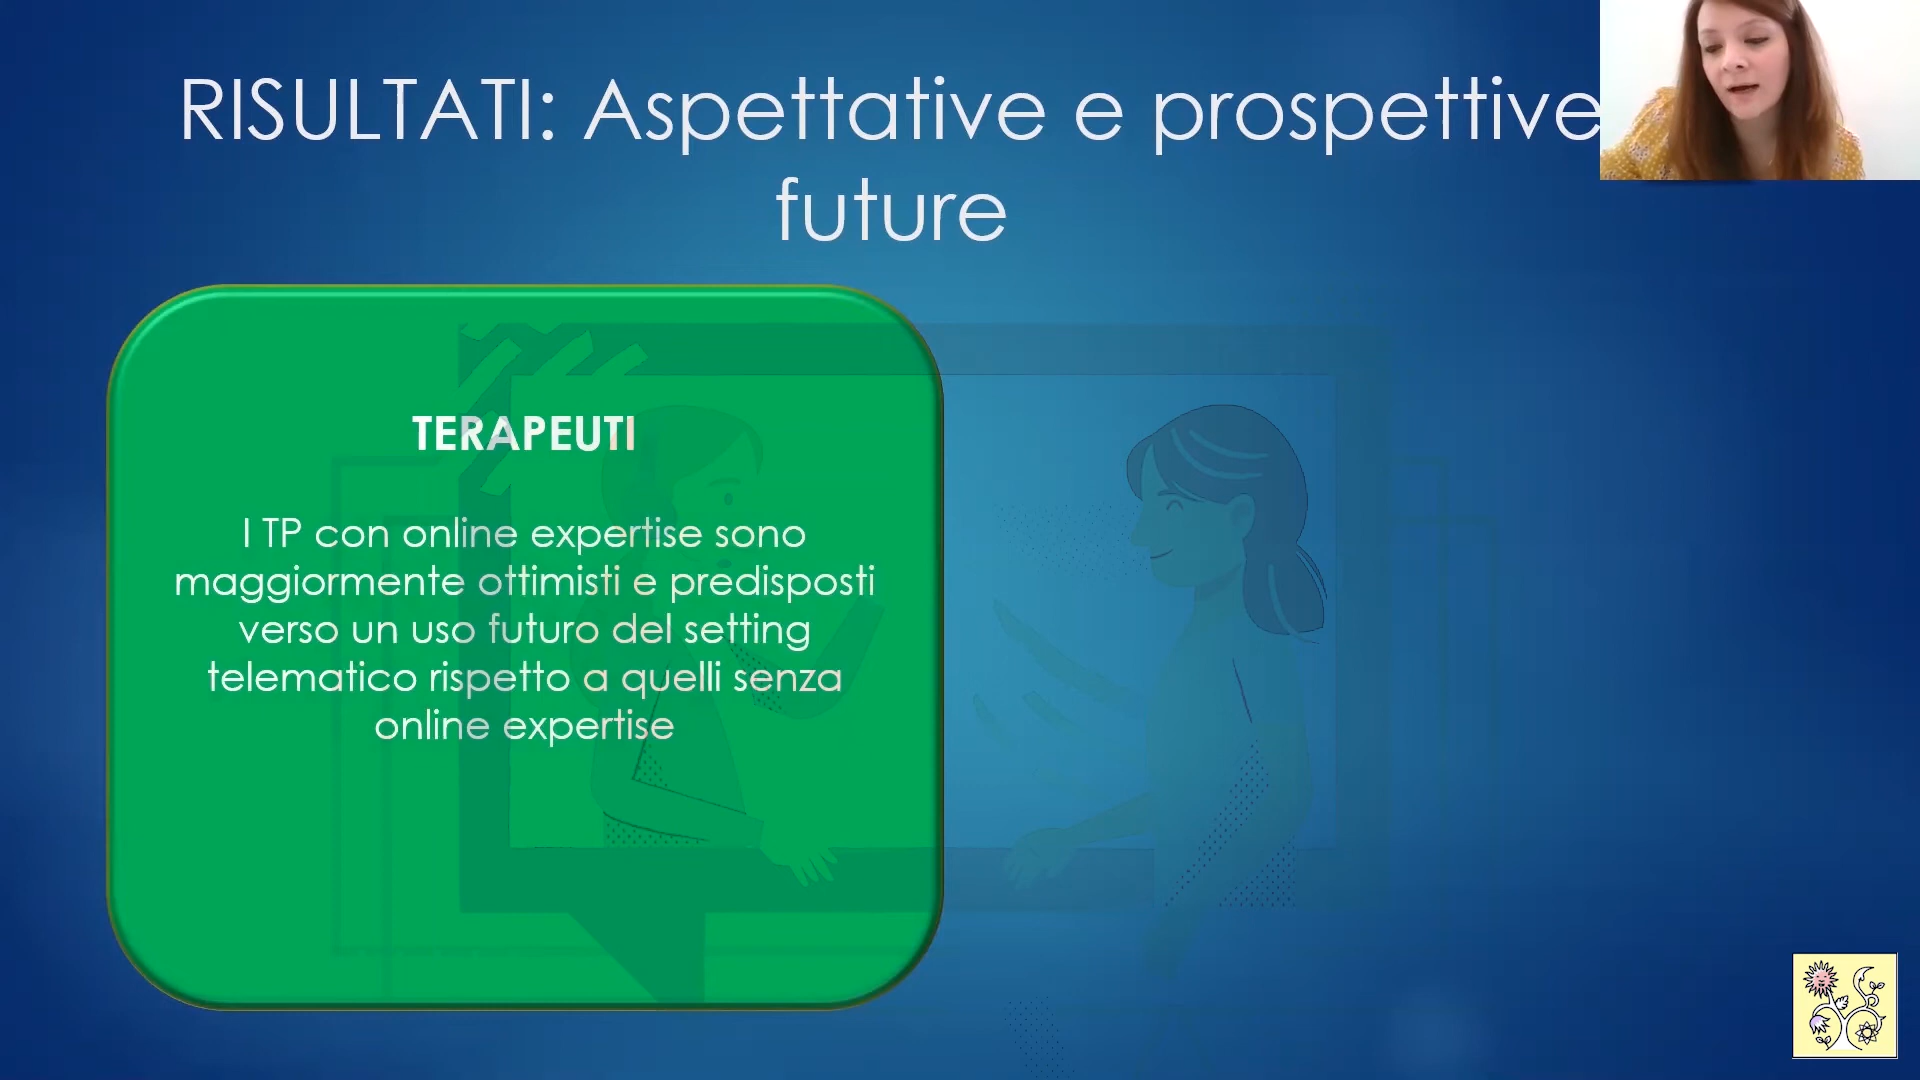 RISULTATI: Aspettative e prospettive
future
TERAPEUTI
I TP con online expertise sono
maggiormente ottimisti e predisposti
verso un uso futuro del setting
telematico rispetto a quelli senza
online expertise